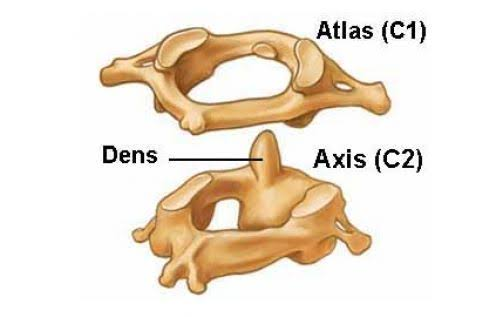 Atlas (C1)
Dens
Axis (C2)